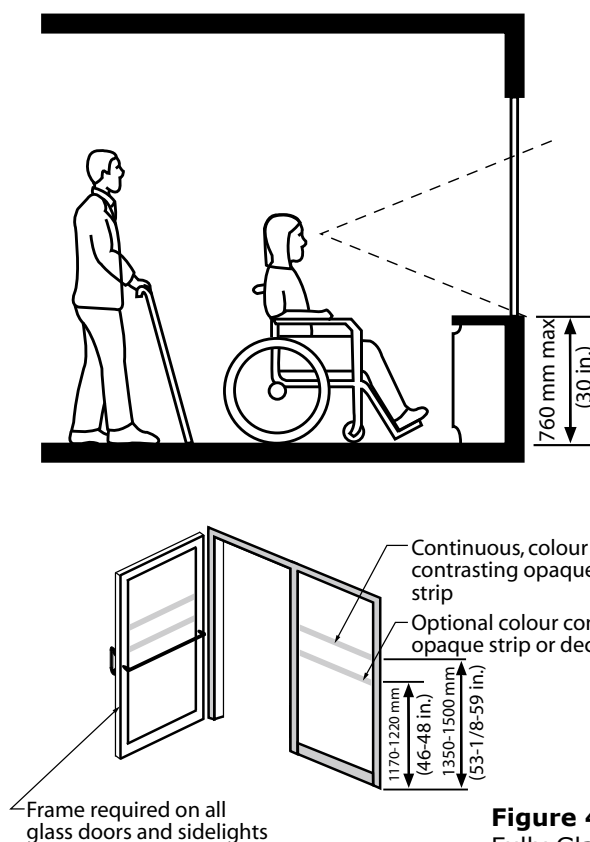 760 mm max
(30 in.)
Continuous, colour
contrasting opaque
strip
Optional colour
opaque strip or
1170-1220 mm
(46-48 in.)
1350-1500 mm
(53-1/8-59 in.)
Frame required on all
glass doors and sidelights
Figure